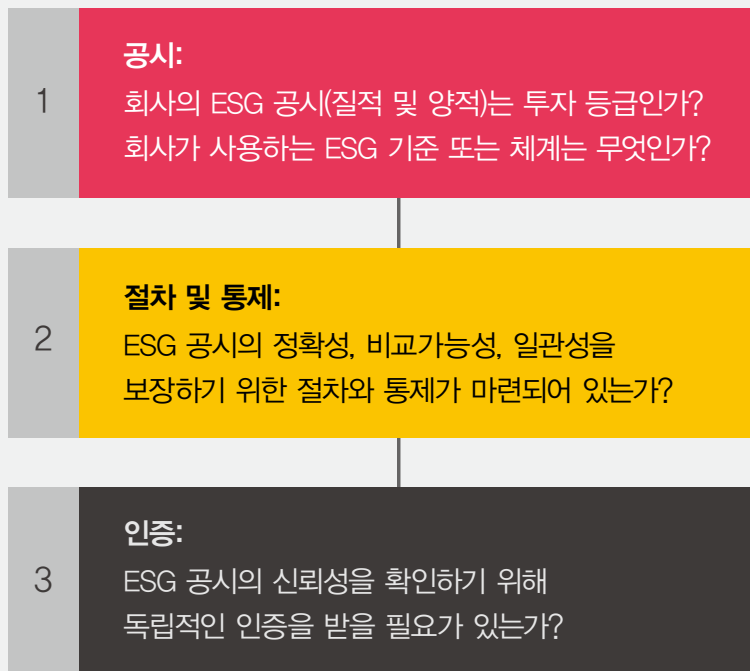 1
공시:
회사의 ESG 공시(질적 및 양적)는 투자 등급인가?
회사가 사용하는 ESG 기준 또는 체계는 무엇인가?
2
절차 및 통제:
ESG 공시의 정확성, 비교가능성, 일관성을
보장하기 위한 절차와 통제가 마련되어 있는가?
3
인증:
ESG 공시의 신뢰성을 확인하기 위해
독립적인 인증을 받을 필요가 있는가?